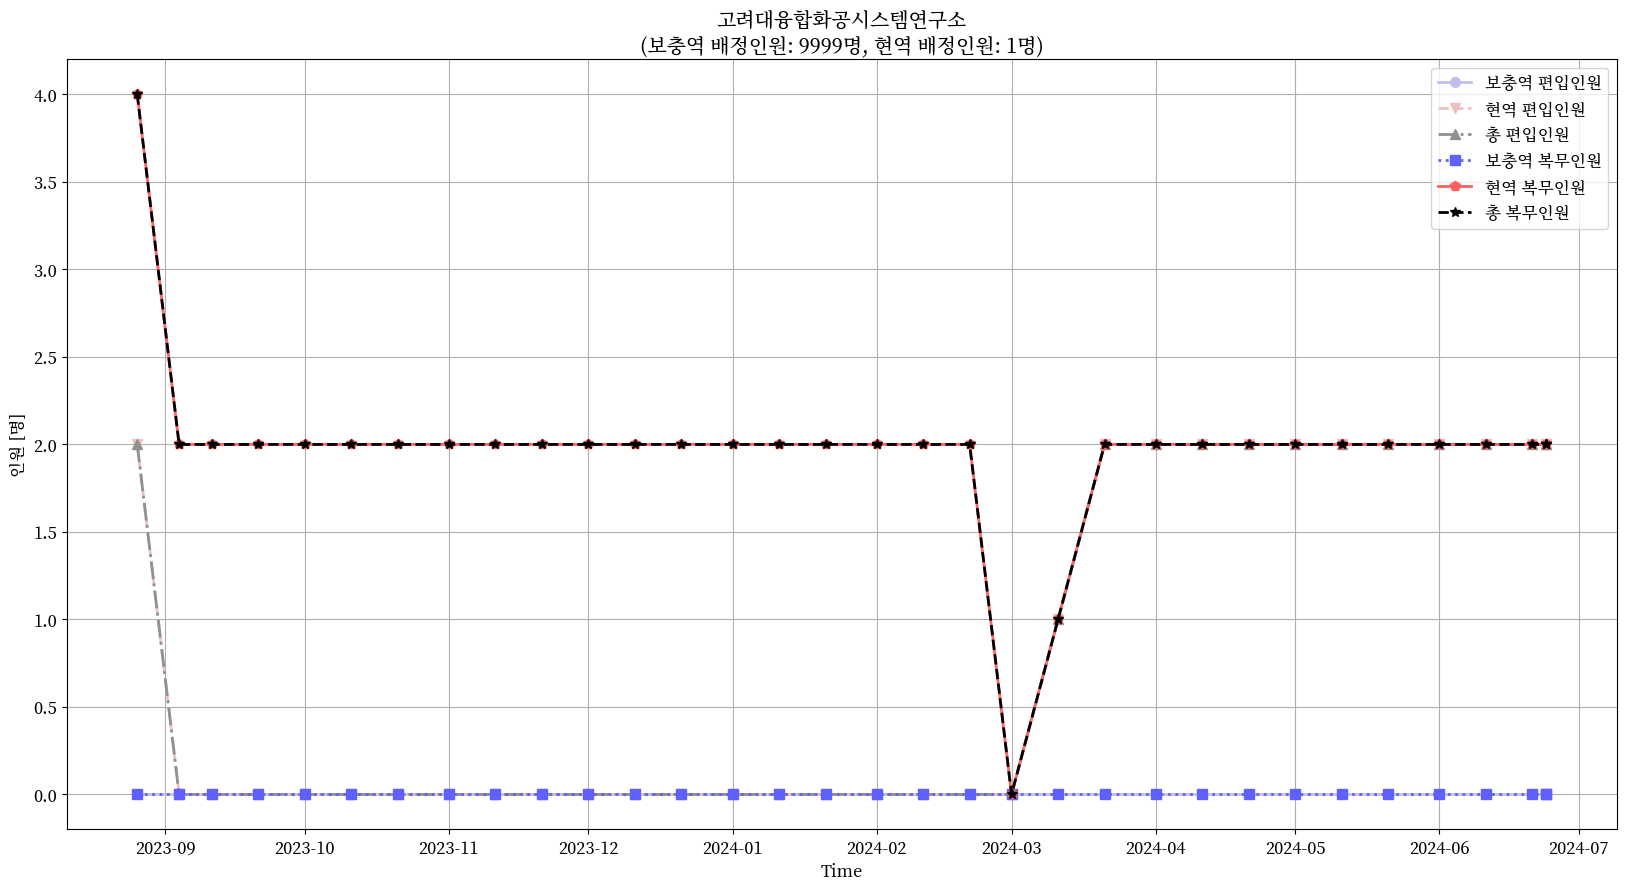 고려대융합화공시스템연구소
(보충역 배정인원: 9999명, 현역 배정인원: 1명)
보충역 편입인원
현역 편입인원
총 편입인원
보충역 복무인원
현역 복무인원
총 복무인원
인원 [명]
4.0
3.5
3.0
2.5
2.0
1.5
1.0
0.5
0.0
2023-09 2023-10 2023-11 2023-12 2024-01 2024-02 2024-03 2024-04 2024-05 2024-06 2024-07
Time